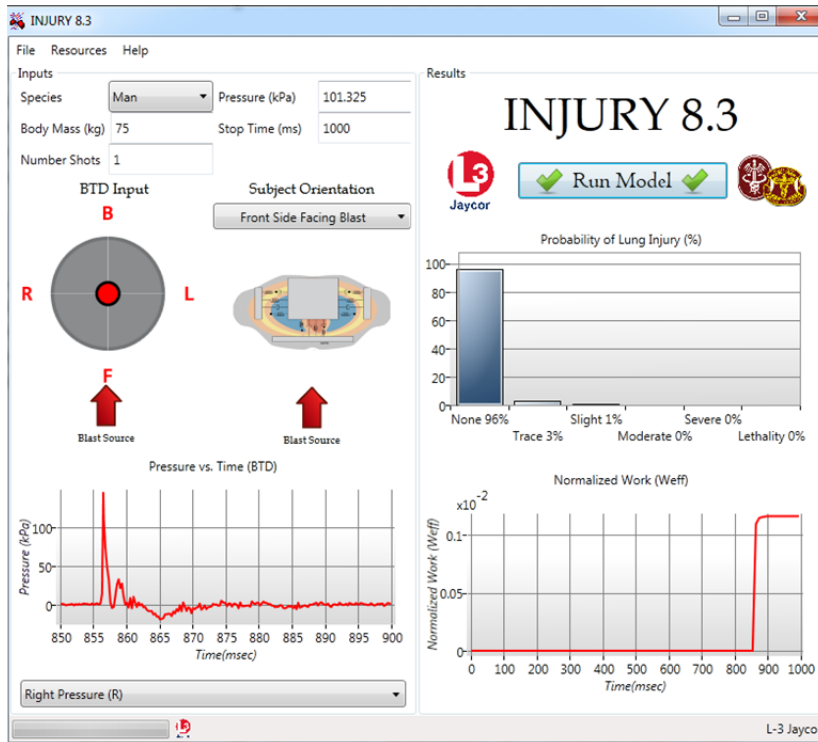 INJURY 8.3
File Resources Help
Inputs
Species Man Pressure (kPa) 101.325
Body Mass (kg) 75 Stop Time (ms) 1000
Number Shots 1
BTD Input Subject Orientation
B
Front Side Facing Blast
R L
F
Blast Source Blast Source
Pressure vs. Time (BTD)
Pressure (kPa)
100
50
0
850 855 860 865 870 875 880 885 890 895 900
Time(msec)
Right Pressure (R)
Results
INJURY 8.3
L3
Jaycor
Run Model
Probability of Lung Injury (%)
100
80
60
40
20
0
None 96% Slight 1% Severe 0%
Trace 3% Moderate 0% Lethality 0%
Normalized Work (Weff)
x10^-2
Normalized Work (Weff)
0.1
0.05
0
0 100 200 300 400 500 600 700 800 900 1000
Time(msec)
L3
L-3 Jayco